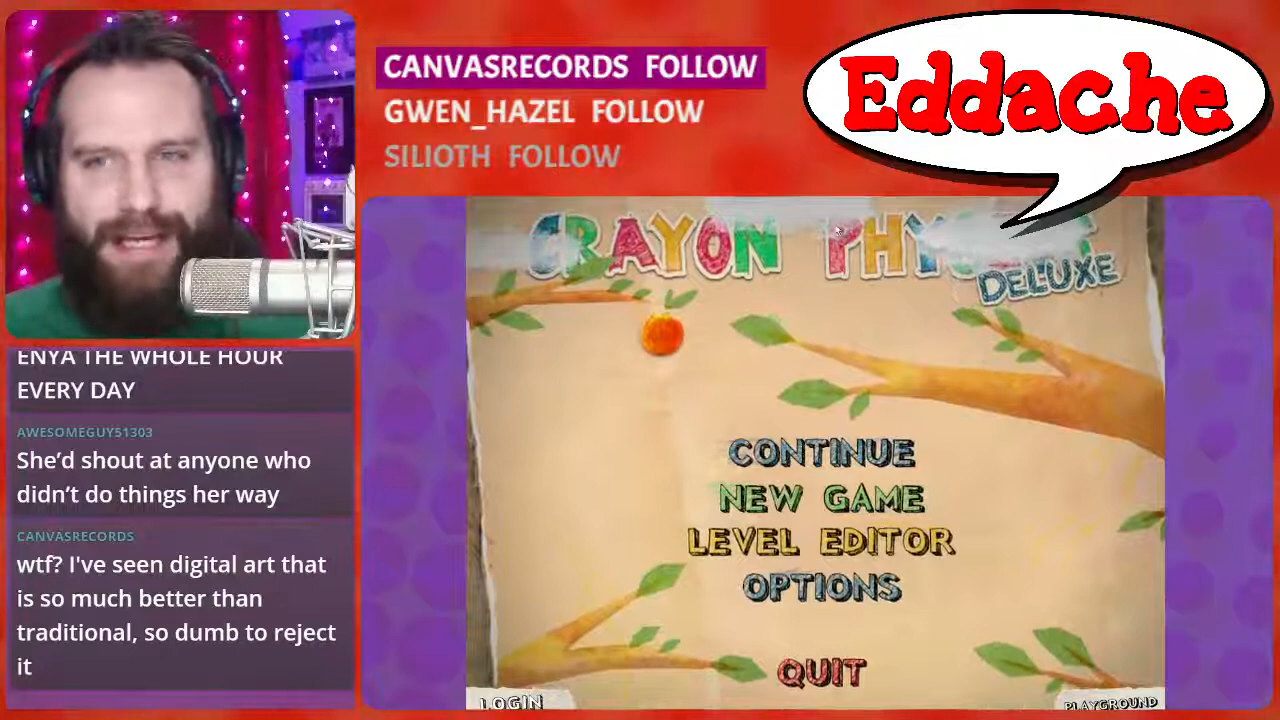 CANVASRECORDS FOLLOW
GWEN_HAZEL FOLLOW
SILIOTH FOLLOW
Eddache
CRAYON PHYSICS
DELUXE
CONTINUE
NEW GAME
LEVEL EDITOR
OPTIONS
QUIT
LOGIN
PLAYGROUND
ENYA THE WHOLE HOUR
EVERY DAY
AWESOMEGUY51303
She’d shout at anyone who
didn’t do things her way
CANVASRECORDS
wtf? I've seen digital art that
is so much better than
traditional, so dumb to reject
it